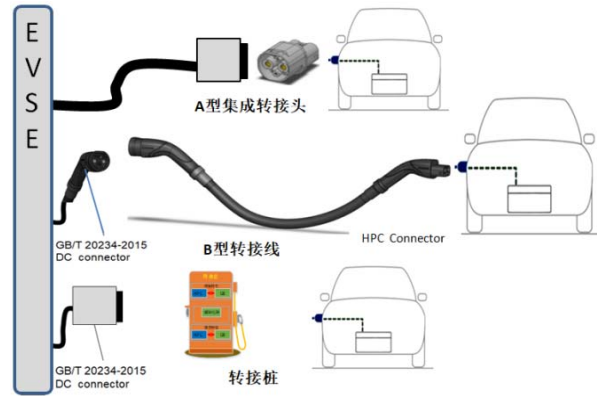 E
V
S
E
A型集成转接头
GB/T 20234-2015
DC connector
B型转接线
HPC Connector
GB/T 20234-2015
DC connector
转接桩